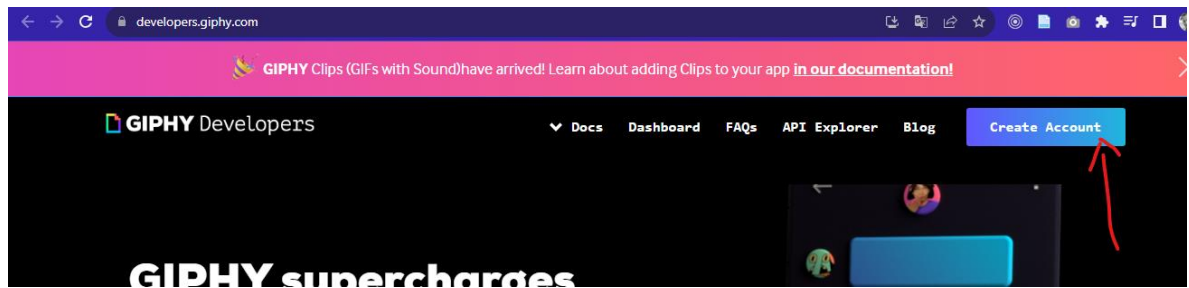 developers.giphy.com
GIPHY Clips (GIFs with Sound)have arrived! Learn about adding Clips to your app in our documentation!
GIPHY Developers
Docs Dashboard FAQs API Explorer Blog Create Account
GIPHY supercharges